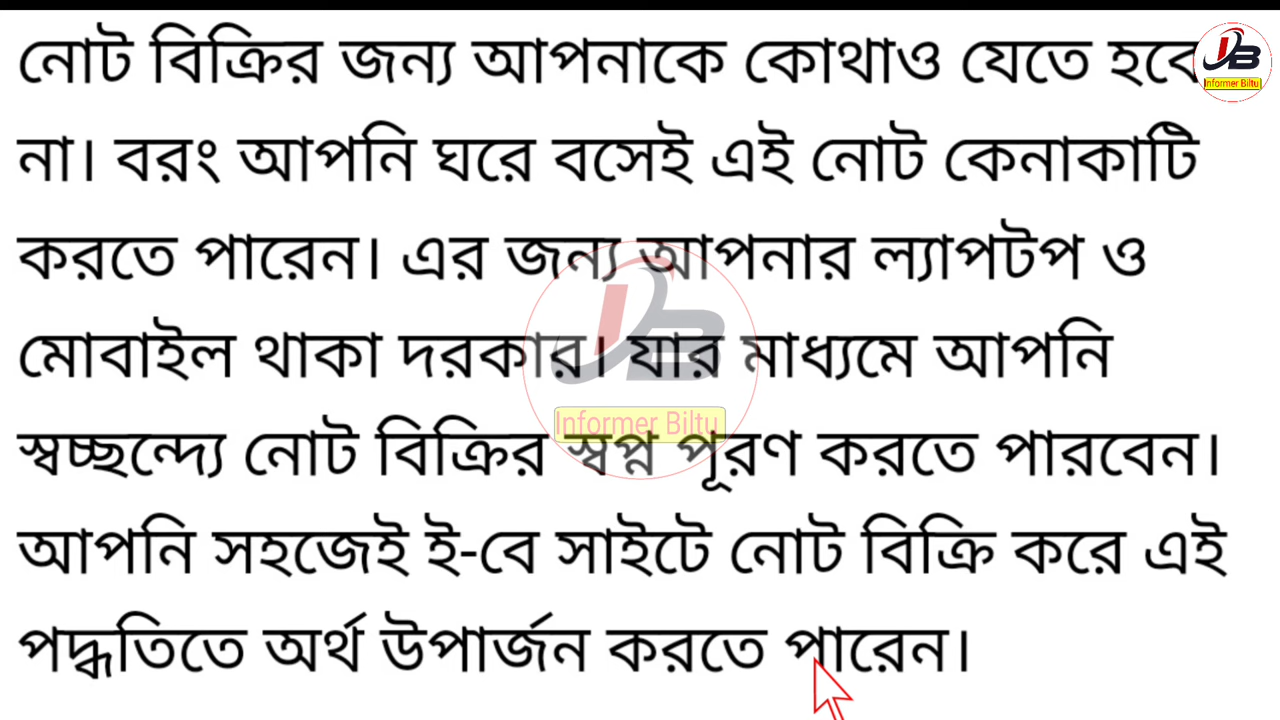 নোট বিক্রির জন্য আপনাকে কোথাও যেতে হবে
না। বরং আপনি ঘরে বসেই এই নোট কেনাকাটি
করতে পারেন। এর জন্য আপনার ল্যাপটপ ও
মোবাইল থাকা দরকার। যার মাধ্যমে আপনি
স্বচ্ছন্দ্যে নোট বিক্রির স্বপ্ন পূরণ করতে পারবেন।
আপনি সহজেই ই-বে সাইটে নোট বিক্রি করে এই
পদ্ধতিতে অর্থ উপার্জন করতে পারেন।
JB
Informer Biltu
JB
Informer Biltu